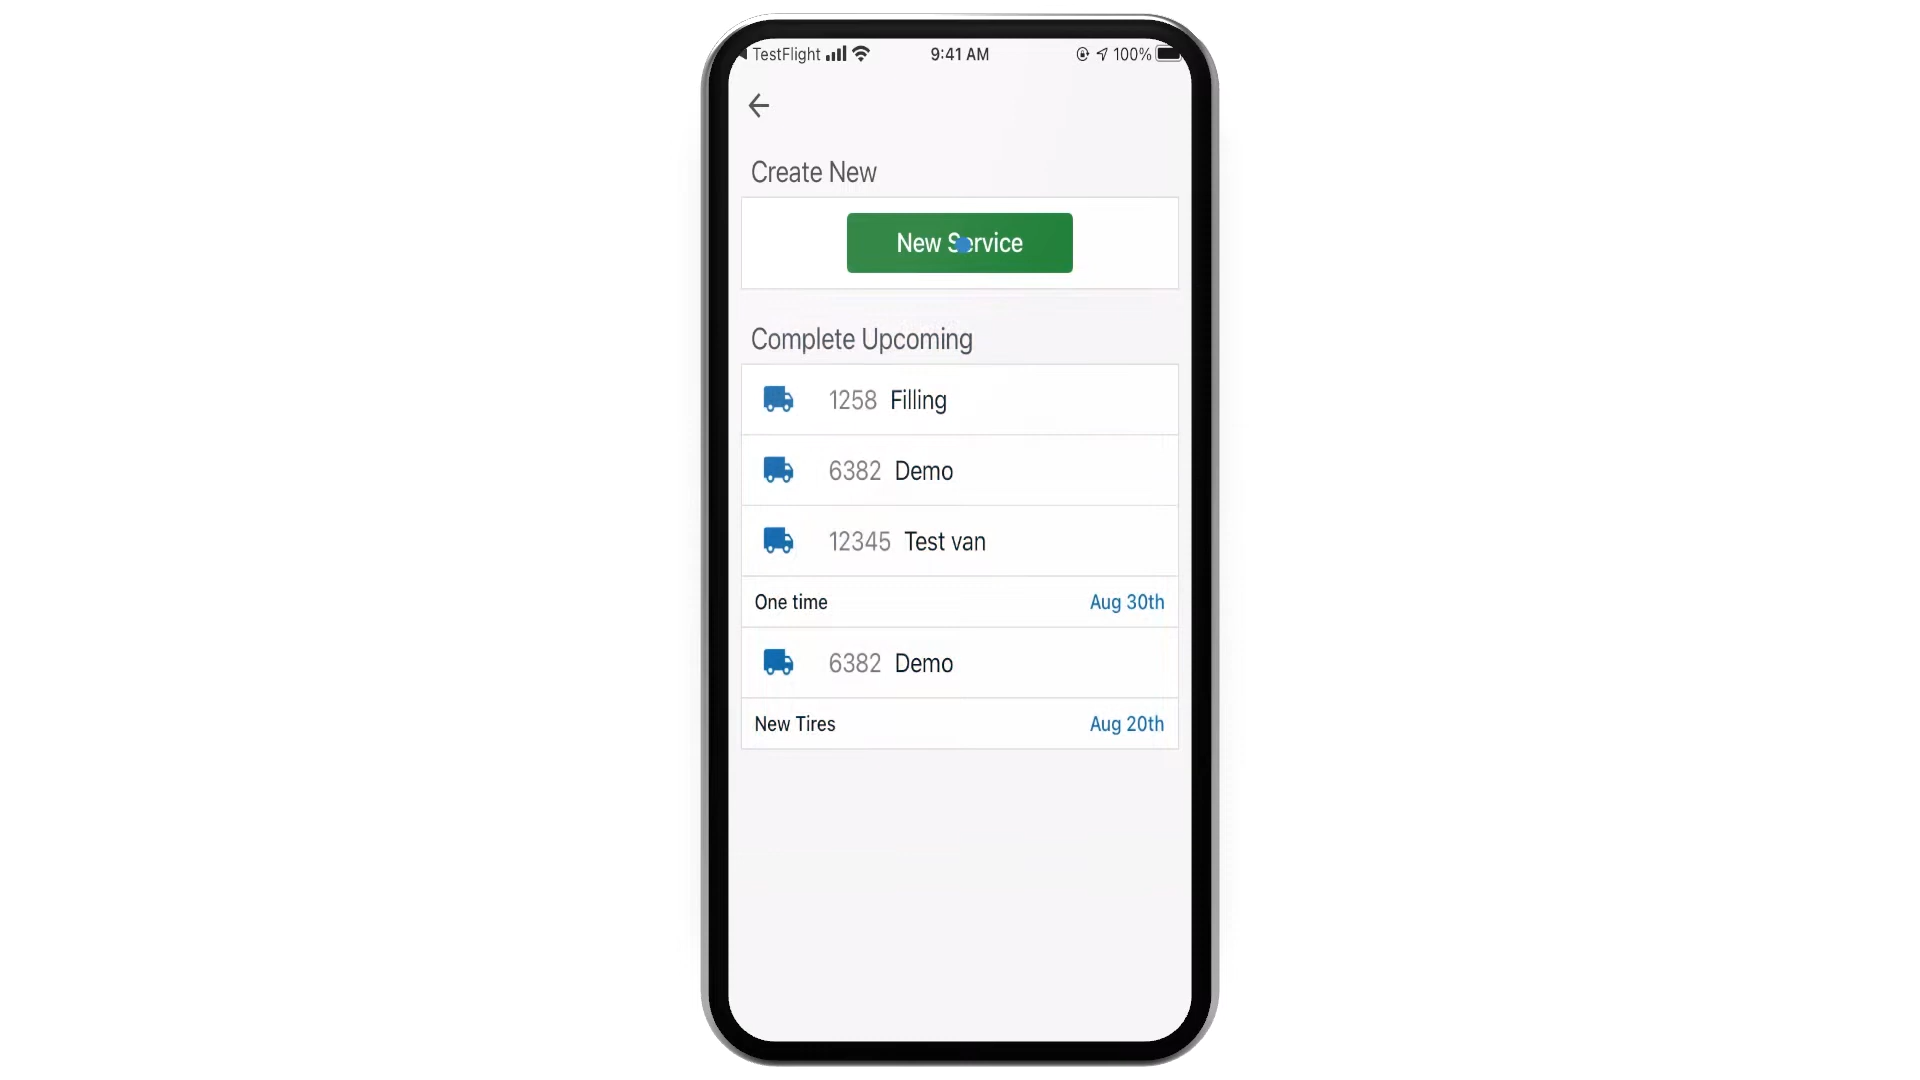 TestFlight 9:41 AM 100%
Create New
New Service
Complete Upcoming
1258 Filling
6382 Demo
12345 Test van
One time Aug 30th
6382 Demo
New Tires Aug 20th